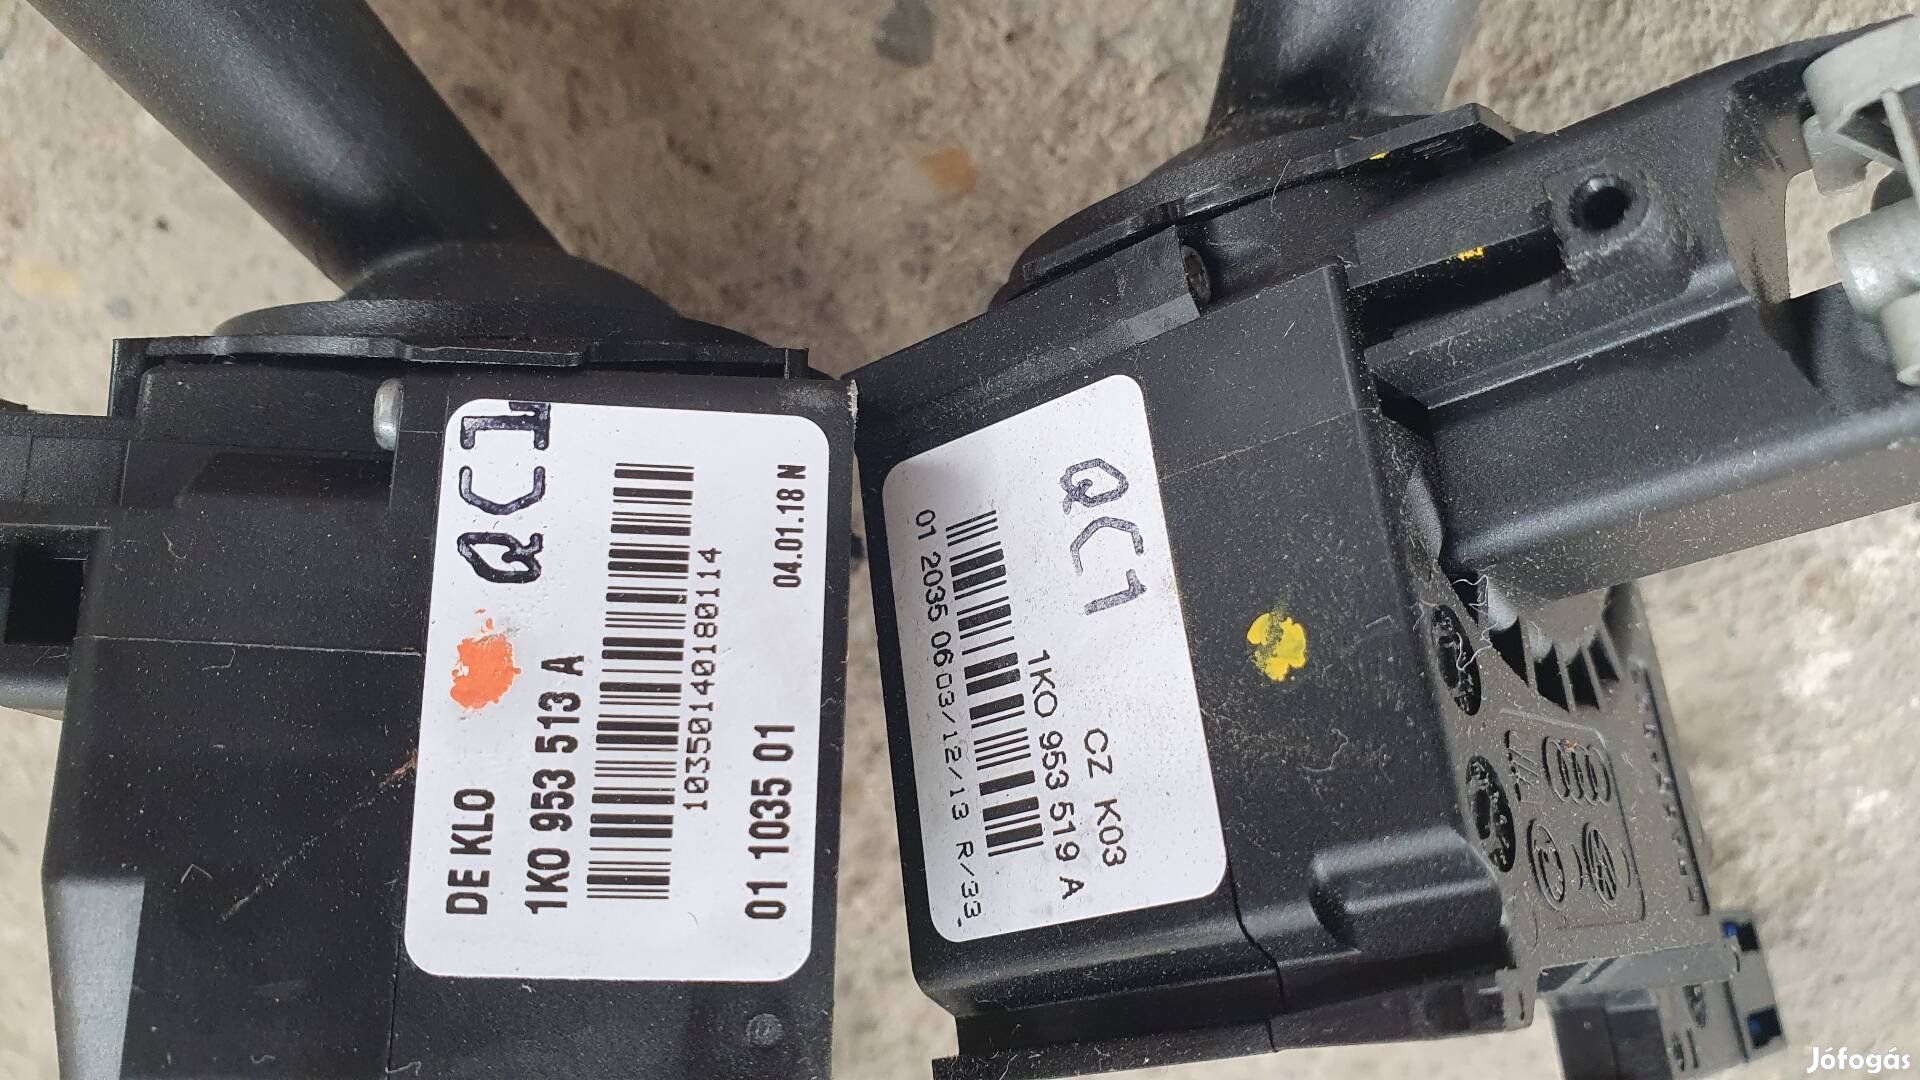 QC1
DE KLO
1K0 953 513 A
10350140180114
01 1035 01
04.01.18 N
QC1
CZ K03
1K0 953 519 A
01 2035 06 03/12/13 R/33
Jófogás